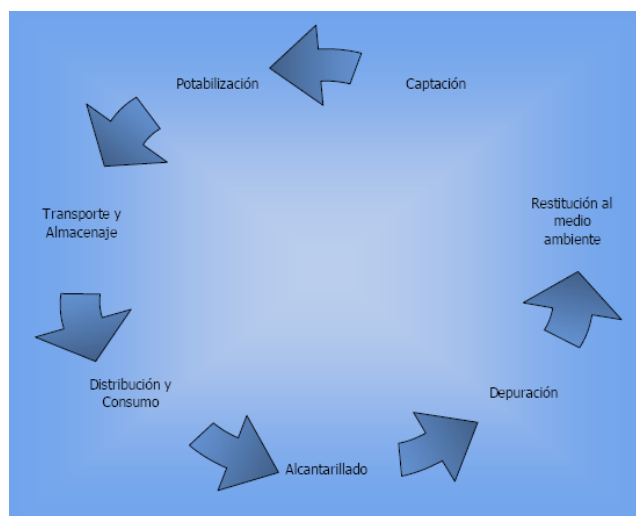 Potabilización
Captación
Transporte y
Almacenaje
Restitución al
medio
ambiente
Distribución y
Consumo
Depuración
Alcantarillado